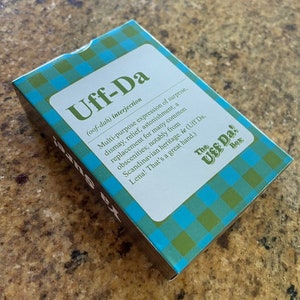 Uff-Da
(oof-dah) interjection
Multi-purpose expression of surprise,
dismay, relief, astonishment; a
replacement for many common
obscenities; notably from
Scandinavian heritage. ie (Uff Da,
Lena! That's a great hand.)
The
Uff Da!
Box